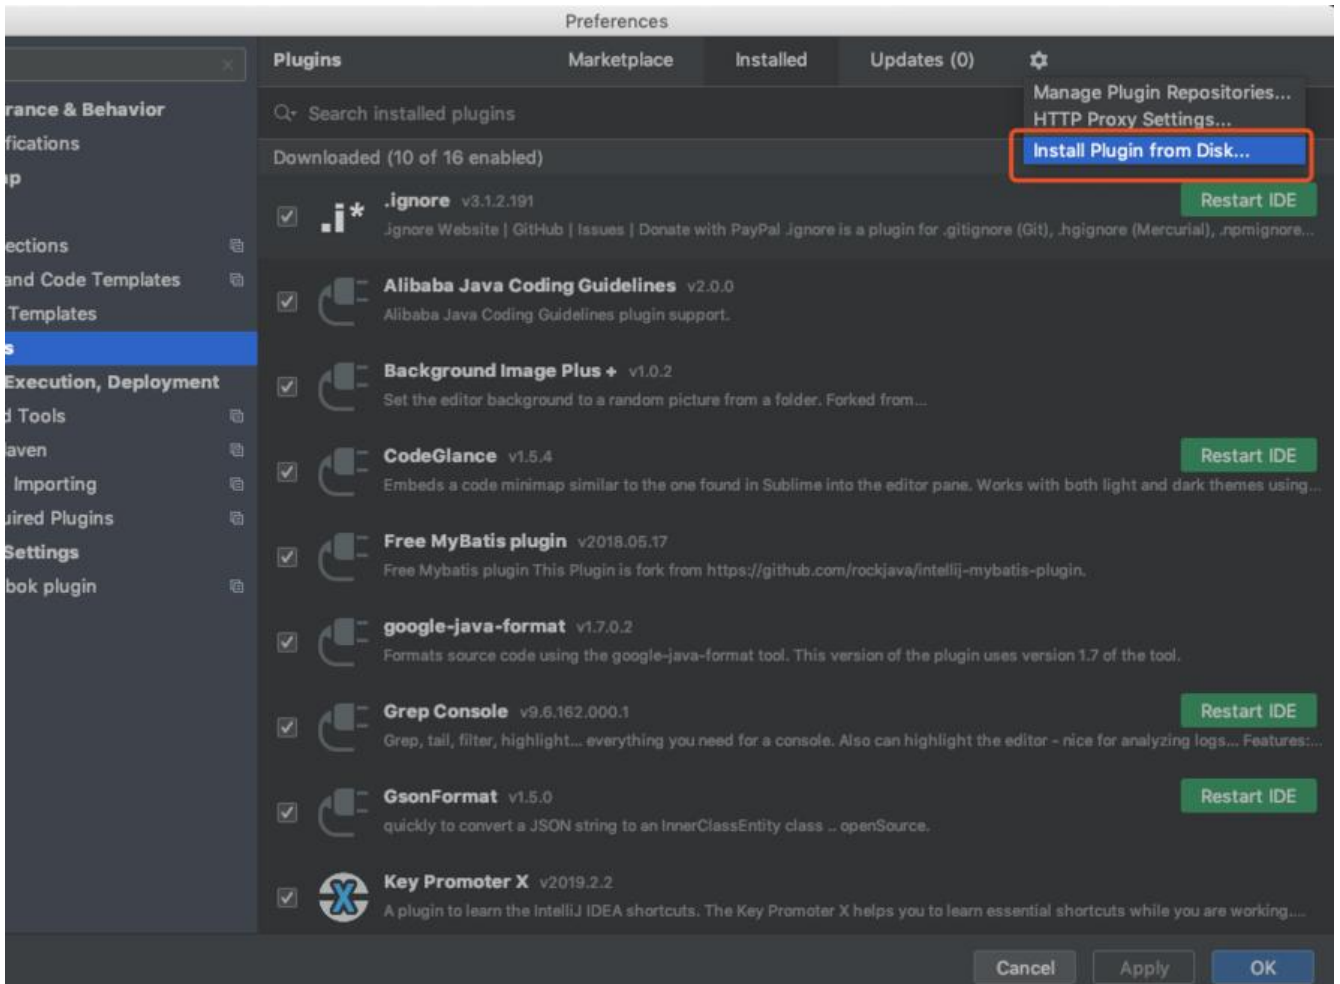 Preferences
Plugins Marketplace Installed Updates (0)
Manage Plugin Repositories...
HTTP Proxy Settings...
Install Plugin from Disk...
Search installed plugins
Downloaded (10 of 16 enabled)
rance & Behavior
fications
ap
ections
and Code Templates
Templates
s
Execution, Deployment
d Tools
aven
Importing
uired Plugins
Settings
bok plugin
.i*
.ignore v3.1.2.191
Restart IDE
.ignore Website | GitHub | Issues | Donate with PayPal .ignore is a plugin for .gitignore (Git), .hgignore (Mercurial), .npmignore...
Alibaba Java Coding Guidelines v2.0.0
Alibaba Java Coding Guidelines plugin support.
Background Image Plus + v1.0.2
Set the editor background to a random picture from a folder. Forked from...
CodeGlance v1.5.4
Restart IDE
Embeds a code minimap similar to the one found in Sublime into the editor pane. Works with both light and dark themes using...
Free MyBatis plugin v2018.05.17
Free Mybatis plugin This Plugin is fork from https://github.com/rockjava/intellij-mybatis-plugin.
google-java-format v1.7.0.2
Formats source code using the google-java-format tool. This version of the plugin uses version 1.7 of the tool.
Grep Console v9.6.162.000.1
Restart IDE
Grep, tail, filter, highlight... everything you need for a console. Also can highlight the editor - nice for analyzing logs... Features:...
GsonFormat v1.5.0
Restart IDE
quickly to convert a JSON string to an InnerClassEntity class .. openSource.
X
Key Promoter X v2019.2.2
A plugin to learn the IntelliJ IDEA shortcuts. The Key Promoter X helps you to learn essential shortcuts while you are working....
Cancel Apply OK